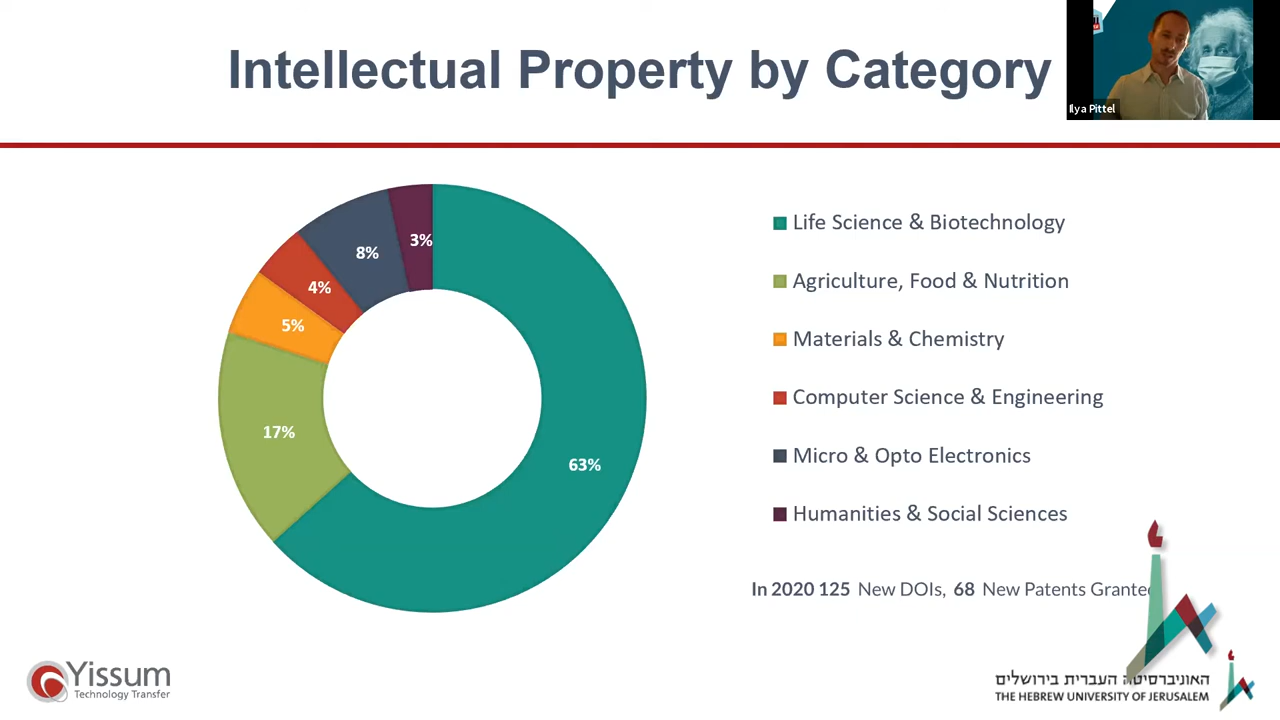 Intellectual Property by Category
Ilya Pittel
3%
8%
4%
5%
17%
63%
Life Science & Biotechnology
Agriculture, Food & Nutrition
Materials & Chemistry
Computer Science & Engineering
Micro & Opto Electronics
Humanities & Social Sciences
In 2020 125 New DOIs, 68 New Patents Granted
Yissum
Technology Transfer
האוניברסיטה העברית בירושלים
THE HEBREW UNIVERSITY OF JERUSALEM